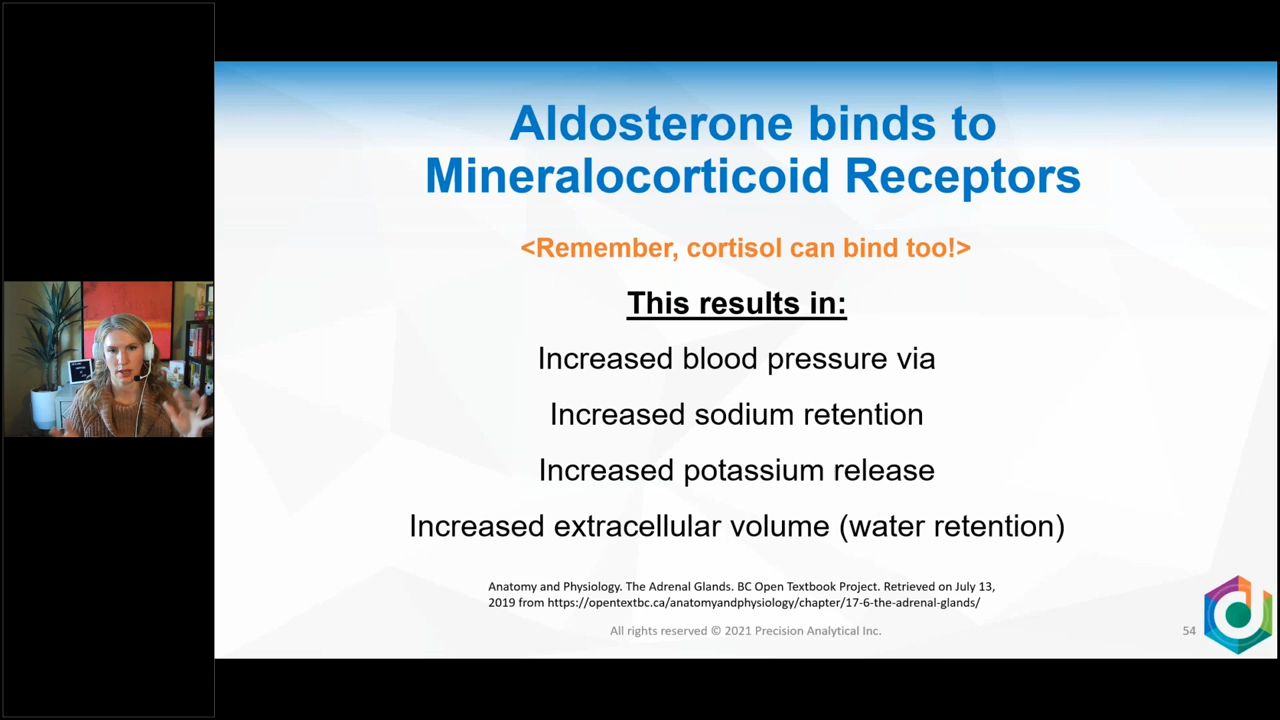 Aldosterone binds to
Mineralocorticoid Receptors
<Remember, cortisol can bind too!>
This results in:
Increased blood pressure via
Increased sodium retention
Increased potassium release
Increased extracellular volume (water retention)
Anatomy and Physiology. The Adrenal Glands. BC Open Textbook Project. Retrieved on July 13,
2019 from https://opentextbc.ca/anatomyandphysiology/chapter/17-6-the-adrenal-glands/
All rights reserved © 2021 Precision Analytical Inc.
54